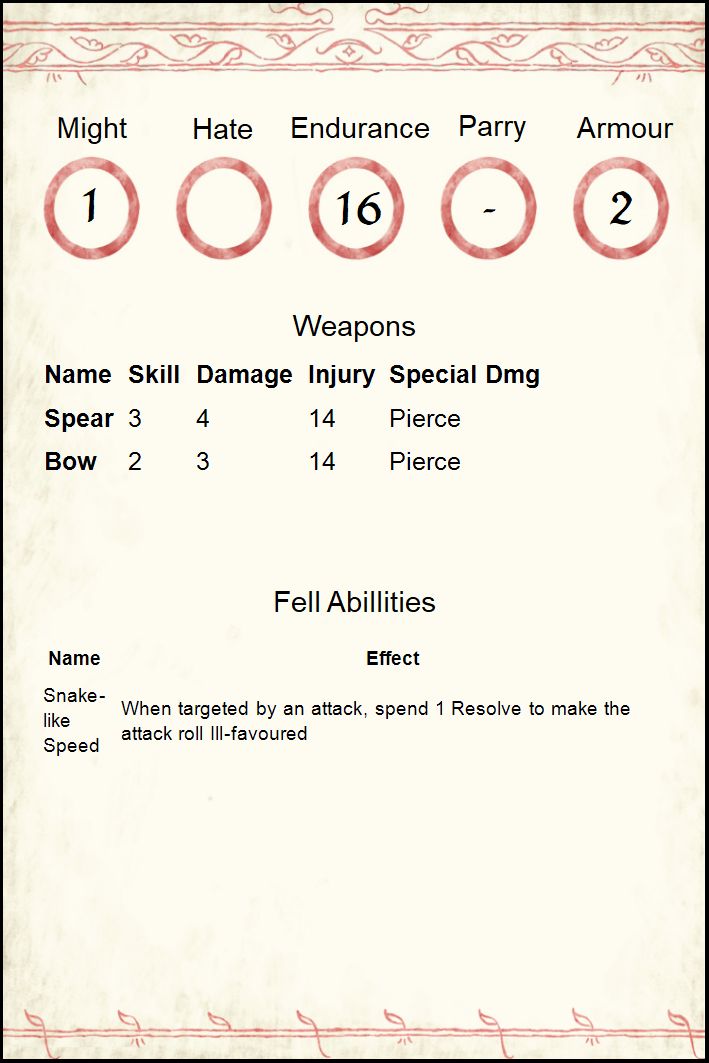 Might Hate Endurance Parry Armour
1 16 - 2
Weapons
Name Skill Damage Injury Special Dmg
Spear 3 4 14 Pierce
Bow 2 3 14 Pierce
Fell Abillities
Name Effect
Snake-
like
Speed
When targeted by an attack, spend 1 Resolve to make the
attack roll Ill-favoured